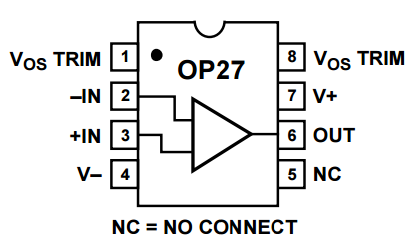 V_OS TRIM 1 OP27 8 V_OS TRIM
–IN 2 7 V+
+IN 3 6 OUT
V– 4 5 NC
NC = NO CONNECT